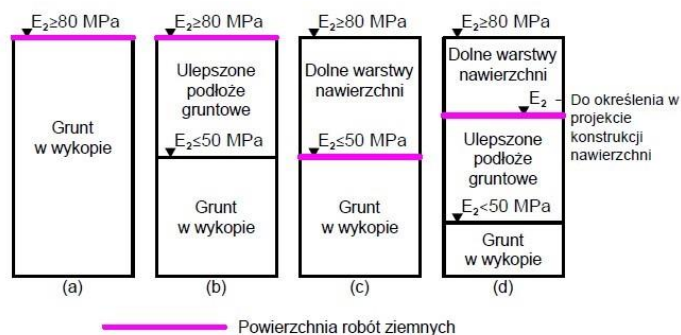 E₂≥80 MPa
Grunt
w wykopie
(a)
E₂≥80 MPa
Ulepszone
podłoże
gruntowe
E₂≤50 MPa
Grunt
w wykopie
(b)
E₂≥80 MPa
Dolne warstwy
nawierzchni
E₂≤50 MPa
Grunt
w wykopie
(c)
E₂≥80 MPa
Dolne warstwy
nawierzchni
E₂ – Do określenia w
projekcie
konstrukcji
nawierzchni
Ulepszone
podłoże
gruntowe
E₂<50 MPa
Grunt
w wykopie
(d)
Powierzchnia robót ziemnych